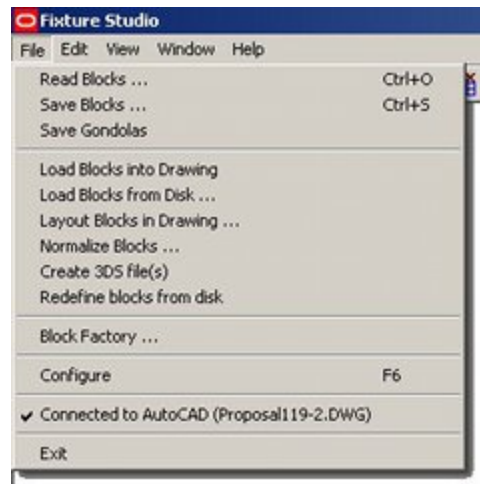 Fixture Studio
File Edit View Window Help
Read Blocks ... Ctrl+O
Save Blocks ... Ctrl+S
Save Gondolas
Load Blocks into Drawing
Load Blocks from Disk ...
Layout Blocks in Drawing ...
Normalize Blocks ...
Create 3DS file(s)
Redefine blocks from disk
Block Factory ...
Configure F6
Connected to AutoCAD (Proposal119-2.DWG)
Exit